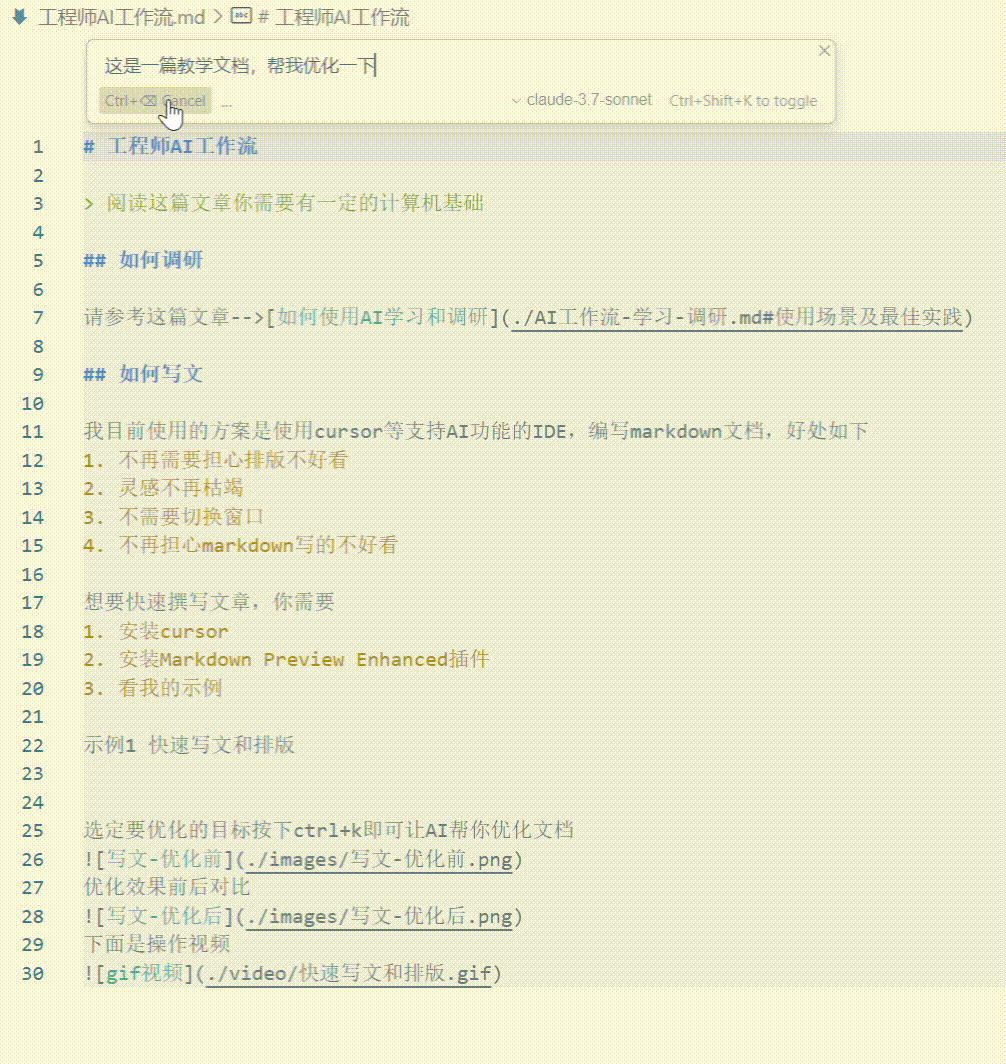 工程师AI工作流.md > # 工程师AI工作流
这是一篇教学文档，帮我优化一下
Ctrl+⌫ Cancel ... claude-3.7-sonnet Ctrl+Shift+K to toggle
1 # 工程师AI工作流
2
3 > 阅读这篇文章你需要有一定的计算机基础
4
5 ## 如何调研
6
7 请参考这篇文章-->[如何使用AI学习和调研](./AI工作流-学习-调研.md#使用场景及最佳实践)
8
9 ## 如何写文
10
11 我目前使用的方案是使用cursor等支持AI功能的IDE，编写markdown文档，好处如下
12 1. 不再需要担心排版不好看
13 2. 灵感不再枯竭
14 3. 不需要切换窗口
15 4. 不再担心markdown写的不好看
16
17 想要快速撰写文章，你需要
18 1. 安装cursor
19 2. 安装Markdown Preview Enhanced插件
20 3. 看我的示例
21
22 示例1 快速写文和排版
23
24
25 选定要优化的目标按下ctrl+k即可让AI帮你优化文档
26 ![写文-优化前](./images/写文-优化前.png)
27 优化效果前后对比
28 ![写文-优化后](./images/写文-优化后.png)
29 下面是操作视频
30 ![gif视频](./video/快速写文和排版.gif)